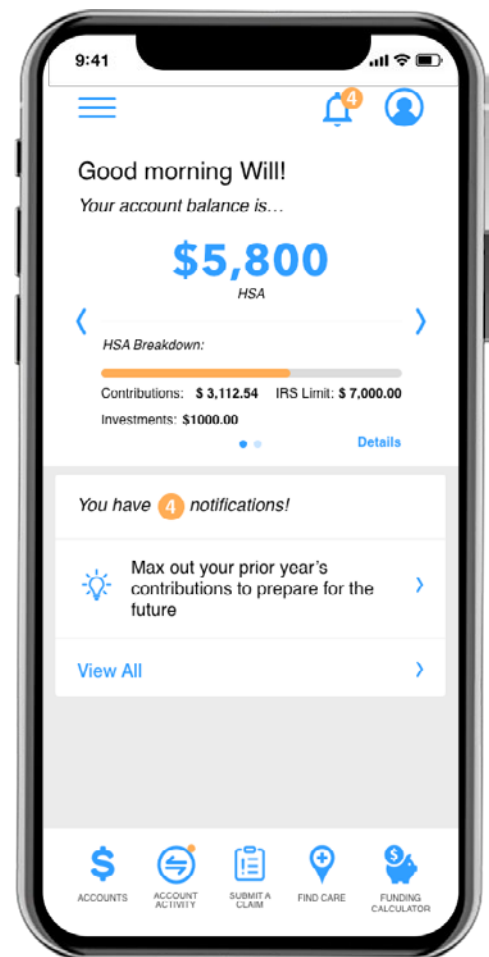 9:41
4
Good morning Will!
Your account balance is...
$5,800
HSA
HSA Breakdown:
Contributions: $ 3,112.54 IRS Limit: $ 7,000.00
Investments: $1000.00
Details
You have 4 notifications!
Max out your prior year's
contributions to prepare for the
future
View All
ACCOUNTS
ACCOUNT
ACTIVITY
SUBMIT A
CLAIM
FIND CARE
FUNDING
CALCULATOR